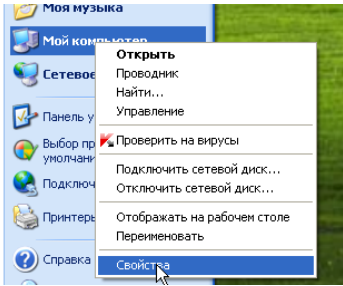 Моя музыка
Мой компьютер
Открыть
Сетевое
Проводник
Найти...
Панель у
Управление
Выбор пр
умолчани
Проверить на вирусы
Подключ
Подключить сетевой диск...
Отключить сетевой диск...
Принтеры
Отображать на рабочем столе
Переименовать
Справка
Свойства